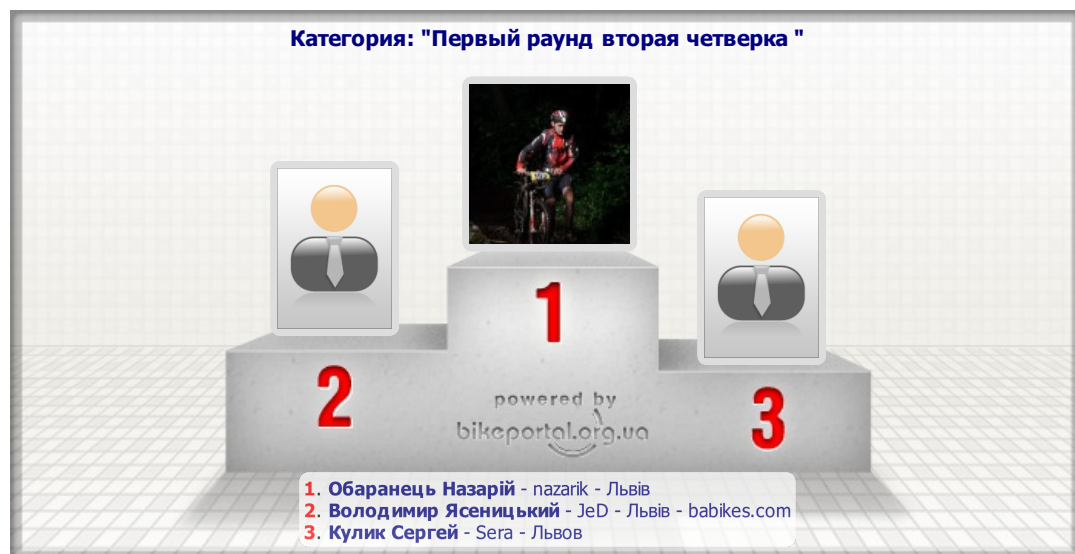 Категория: "Первый раунд вторая четверка "
1
2
3
powered by
bikeportal.org.ua
1. Обаранець Назарій - nazarik - Львів
2. Володимир Ясеницький - JeD - Львів - babikes.com
3. Кулик Сергей - Sera - Львов